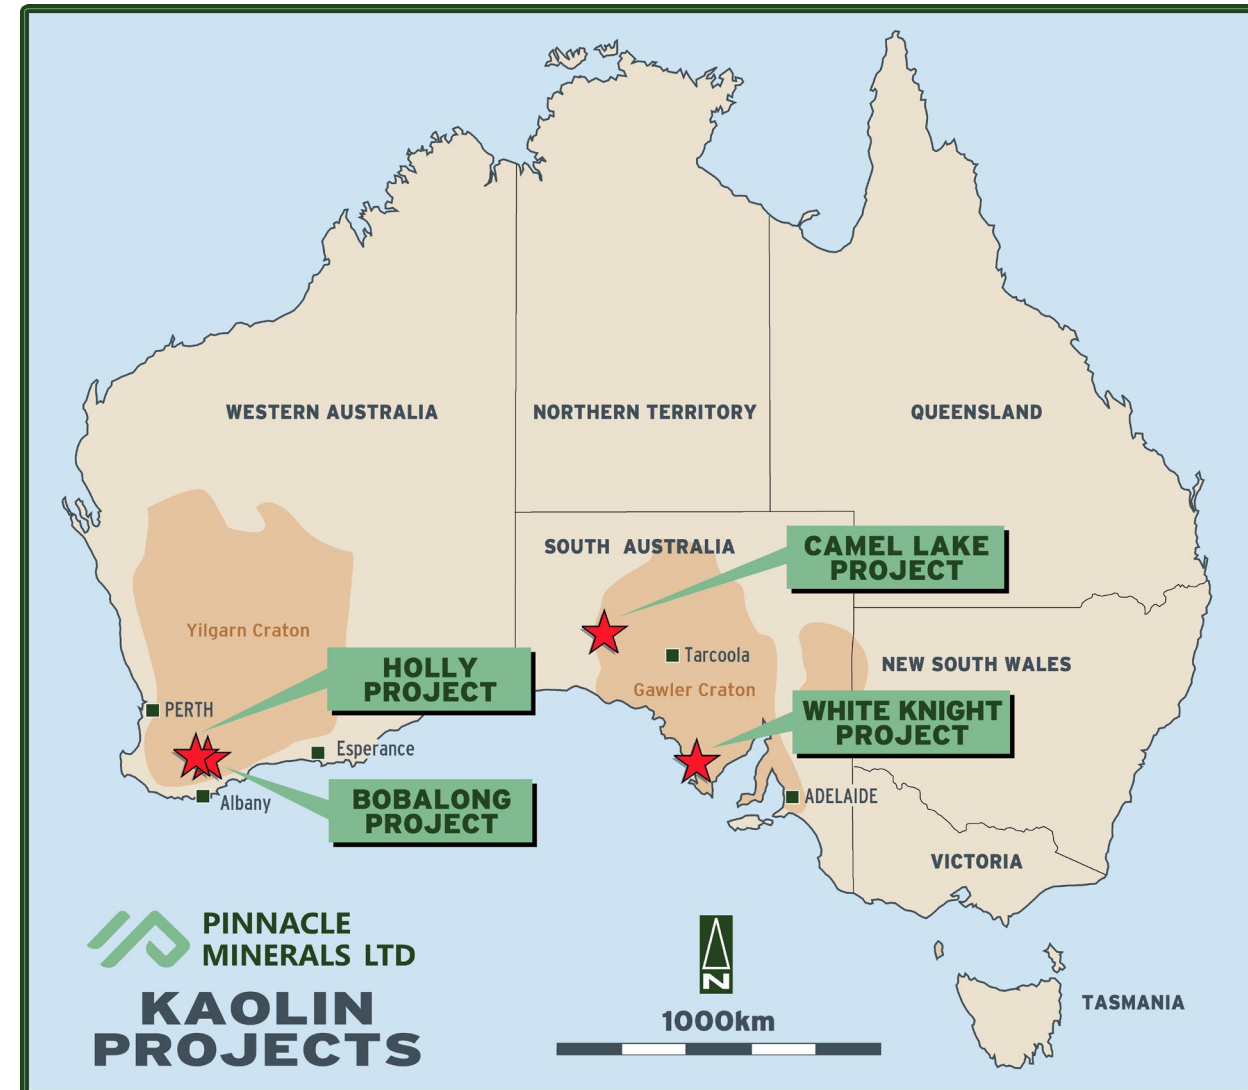 WESTERN AUSTRALIA
NORTHERN TERRITORY
QUEENSLAND
SOUTH AUSTRALIA
CAMEL LAKE
PROJECT
Yilgarn Craton
Tarcoola
HOLLY
PROJECT
NEW SOUTH WALES
Gawler Craton
PERTH
WHITE KNIGHT
PROJECT
Esperance
BOBALONG
PROJECT
Albany
ADELAIDE
VICTORIA
PINNACLE
MINERALS LTD
KAOLIN
PROJECTS
N
1000km
TASMANIA